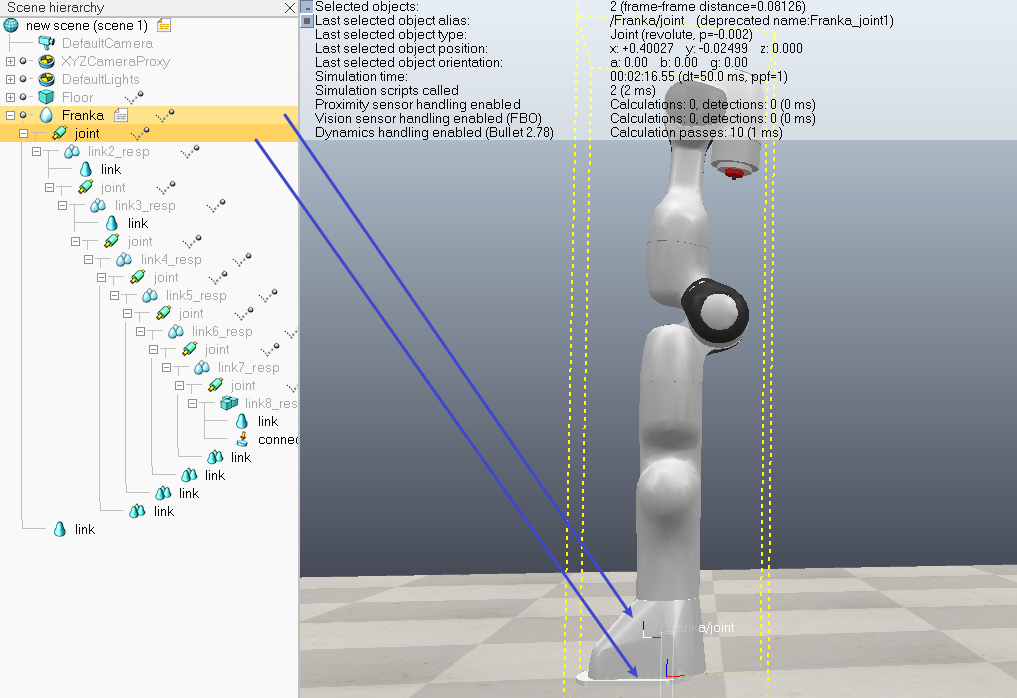 Scene hierarchy
new scene (scene 1)
DefaultCamera
XYZCameraProxy
DefaultLights
Floor
Franka
joint
link2_resp
link
joint
link3_resp
link
joint
link4_resp
joint
link5_resp
joint
link6_resp
joint
link7_resp
joint
link8_res
link
connec
link
link
link
link
link
Selected objects: 2 (frame-frame distance=0.08126)
Last selected object alias: /Franka/joint (deprecated name:Franka_joint1)
Last selected object type: Joint (revolute, p=-0.002)
Last selected object position: x: +0.40027 y: -0.02499 z: 0.000
Last selected object orientation: a: 0.00 b: 0.00 g: 0.00
Simulation time: 00:02:16.55 (dt=50.0 ms, ppf=1)
Simulation scripts called 2 (2 ms)
Proximity sensor handling enabled Calculations: 0, detections: 0 (0 ms)
Vision sensor handling enabled (FBO) Calculations: 0, detections: 0 (0 ms)
Dynamics handling enabled (Bullet 2.78) Calculation passes: 10 (1 ms)
/Franka/joint